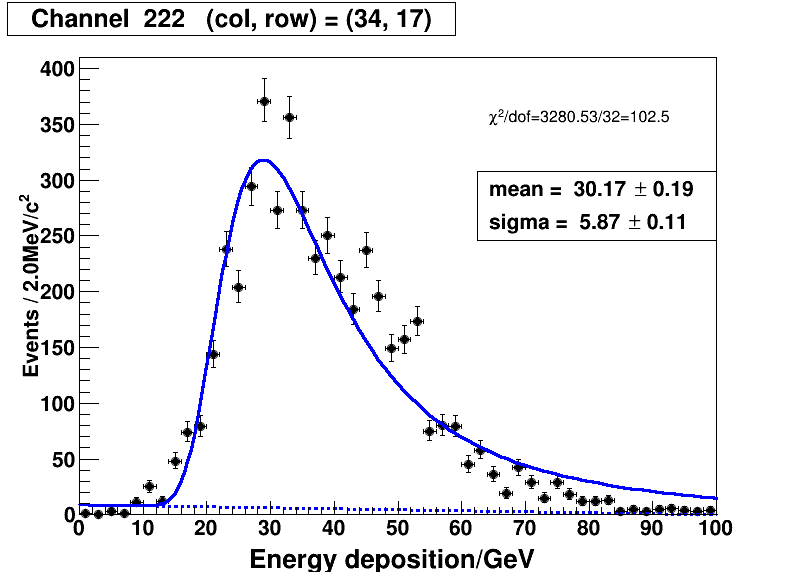 Channel 222 (col, row) = (34, 17)
χ²/dof=3280.53/32=102.5
mean = 30.17 ± 0.19
sigma = 5.87 ± 0.11
Events / 2.0MeV/c²
400
350
300
250
200
150
100
50
0
0 10 20 30 40 50 60 70 80 90 100
Energy deposition/GeV